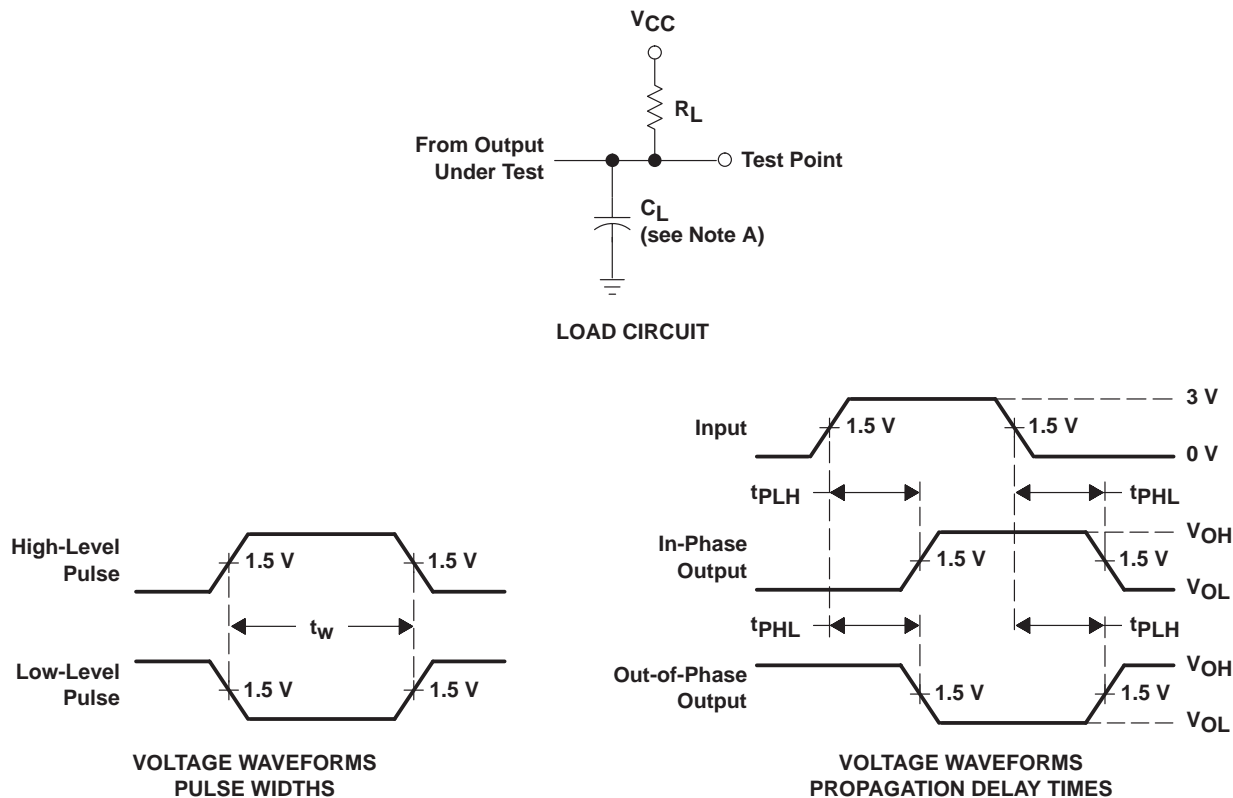 VCC
RL
From Output
Under Test
Test Point
CL
(see Note A)
LOAD CIRCUIT
High-Level
Pulse
1.5 V
1.5 V
tw
Low-Level
Pulse
1.5 V
1.5 V
VOLTAGE WAVEFORMS
PULSE WIDTHS
Input
1.5 V
1.5 V
3 V
0 V
tPLH
tPHL
In-Phase
Output
1.5 V
1.5 V
VOH
VOL
tPHL
tPLH
Out-of-Phase
Output
1.5 V
1.5 V
VOH
VOL
VOLTAGE WAVEFORMS
PROPAGATION DELAY TIMES